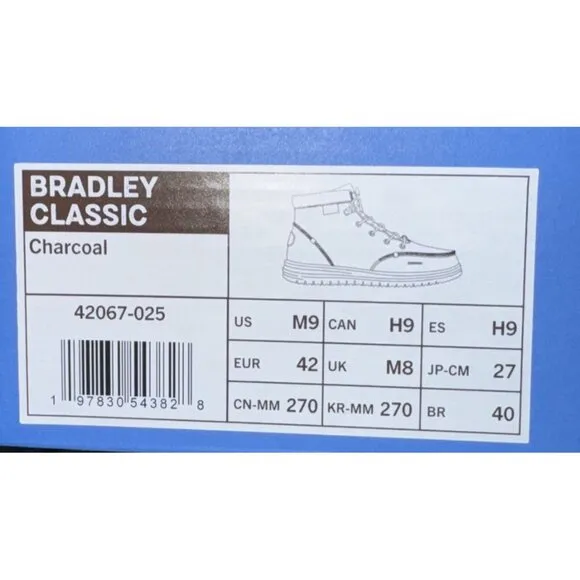 BRADLEY
CLASSIC
Charcoal
42067-025
1 97830 54382 8
US M9 CAN H9 ES H9
EUR 42 UK M8 JP-CM 27
CN-MM 270 KR-MM 270 BR 40